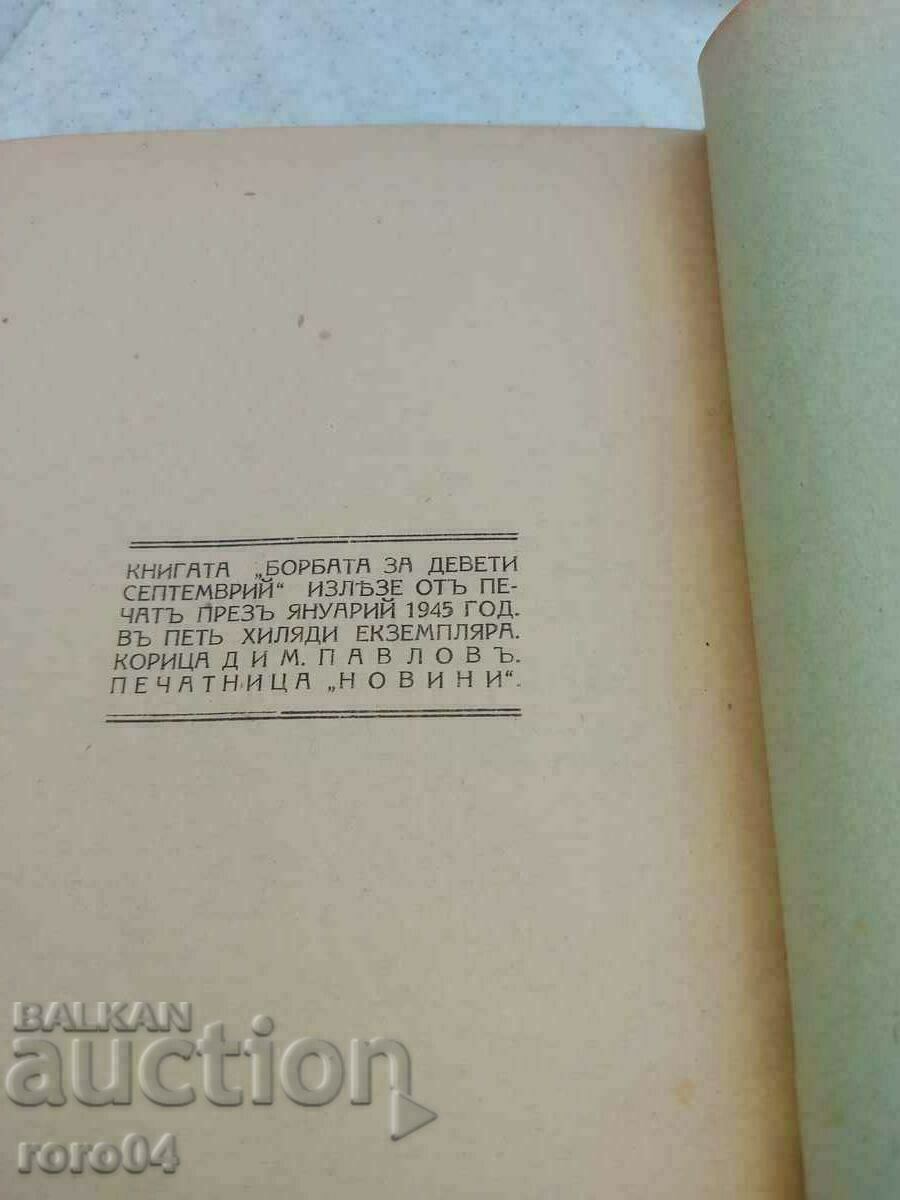 КНИГАТА „БОРБАТА ЗА ДЕВЕТИ
СЕПТЕМВРИЙ“ ИЗЛѢЗЕ ОТЪ ПЕ-
ЧАТЪ ПРЕЗЪ ЯНУАРИЙ 1945 ГОД.
ВЪ ПЕТЬ ХИЛЯДИ ЕКЗЕМПЛЯРА.
КОРИЦА ДИМ. ПАВЛОВЪ.
ПЕЧАТНИЦА „НОВИНИ“.
BALKAN
auction
roro04